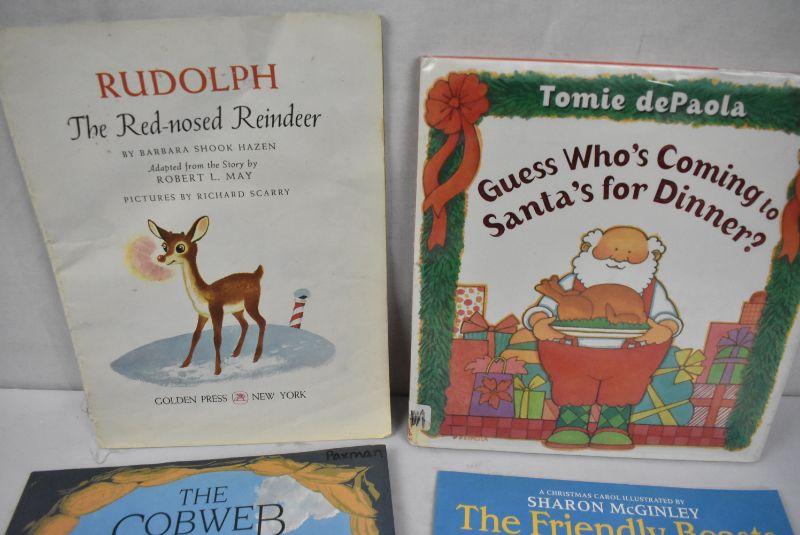 RUDOLPH
The Red-nosed Reindeer
BY BARBARA SHOOK HAZEN
Adapted from the Story by
ROBERT L. MAY
PICTURES BY RICHARD SCARRY
GOLDEN PRESS NEW YORK
Tomie dePaola
Guess Who's Coming to
Santa's for Dinner?
Paxman
THE
COBWEB
A CHRISTMAS CAROL ILLUSTRATED BY
SHARON McGINLEY
The Friendly Beasts